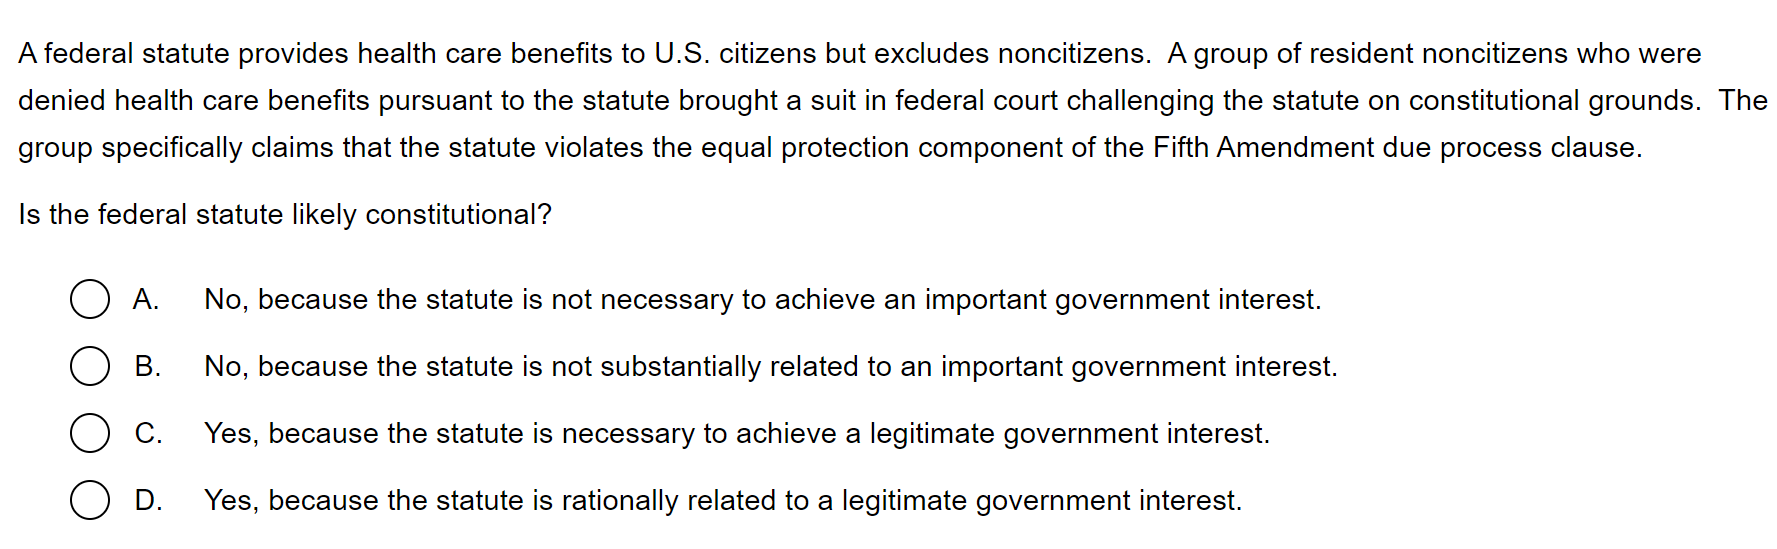 A federal statute provides health care benefits to U.S. citizens but excludes noncitizens.  A group of resident noncitizens who were
denied health care benefits pursuant to the statute brought a suit in federal court challenging the statute on constitutional grounds.  The
group specifically claims that the statute violates the equal protection component of the Fifth Amendment due process clause.
Is the federal statute likely constitutional?
A. No, because the statute is not necessary to achieve an important government interest.
B. No, because the statute is not substantially related to an important government interest.
C. Yes, because the statute is necessary to achieve a legitimate government interest.
D. Yes, because the statute is rationally related to a legitimate government interest.